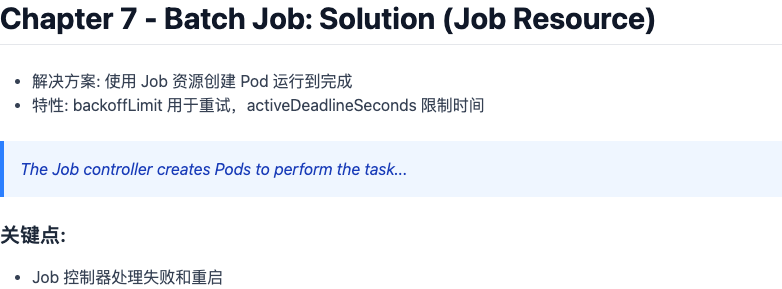 Chapter 7 - Batch Job: Solution (Job Resource)
解决方案: 使用 Job 资源创建 Pod 运行到完成
特性: backoffLimit 用于重试，activeDeadlineSeconds 限制时间
The Job controller creates Pods to perform the task...
关键点:
Job 控制器处理失败和重启